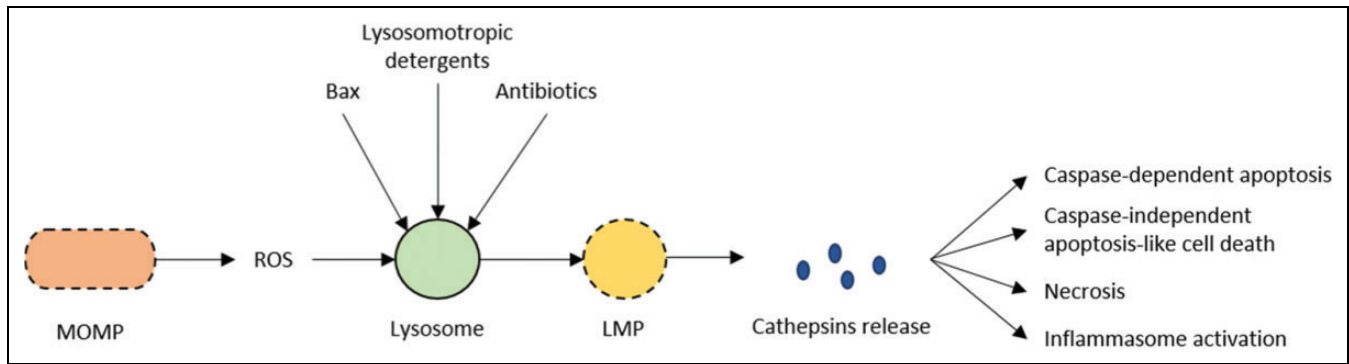 Lysosomotropic
detergents
Bax
Antibiotics
Caspase-dependent apoptosis
Caspase-independent
apoptosis-like cell death
ROS
Necrosis
MOMP
Lysosome
LMP
Cathepsins release
Inflammasome activation